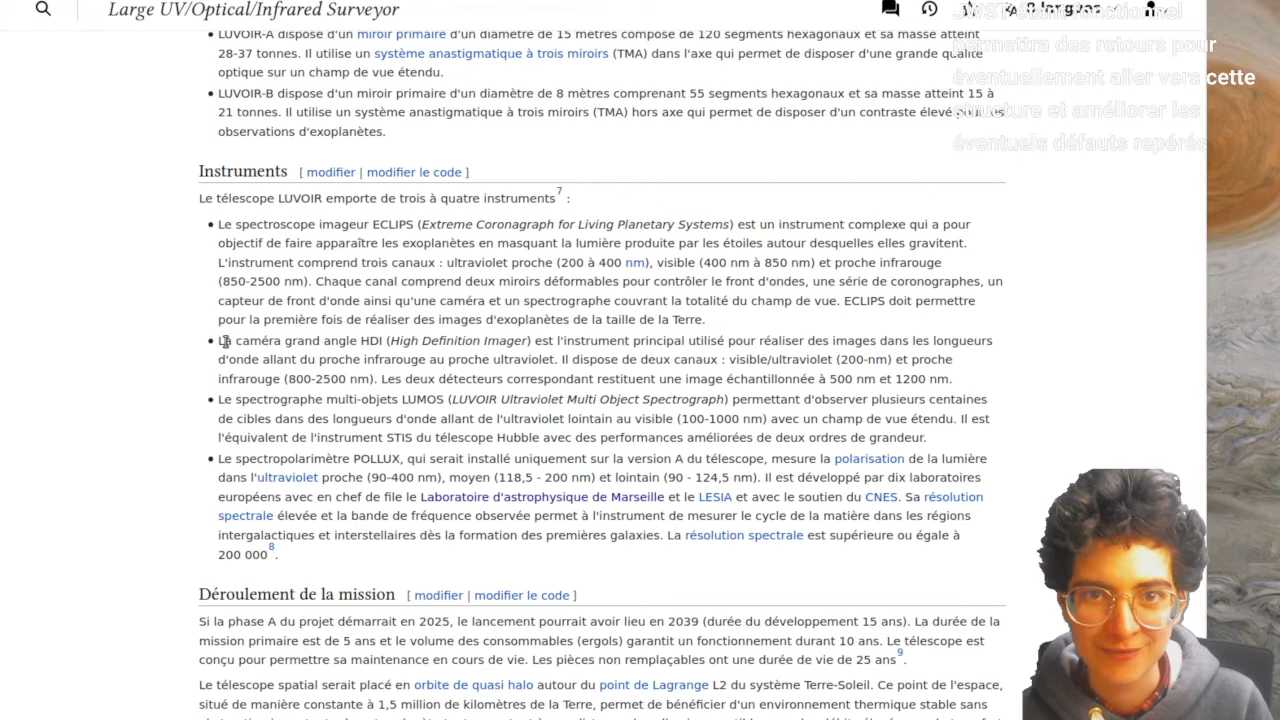 Large UV/Optical/Infrared Surveyor
8 langues
JWST étant fonctionnel
permettra des retours pour
éventuellement aller vers cette
structure et améliorer les
éventuels défauts repérés
LUVOIR-A dispose d'un miroir primaire d'un diamètre de 15 mètres composé de 120 segments hexagonaux et sa masse atteint
28-37 tonnes. Il utilise un système anastigmatique à trois miroirs (TMA) dans l'axe qui permet de disposer d'une grande qualité
optique sur un champ de vue étendu.
LUVOIR-B dispose d'un miroir primaire d'un diamètre de 8 mètres comprenant 55 segments hexagonaux et sa masse atteint 15 à
21 tonnes. Il utilise un système anastigmatique à trois miroirs (TMA) hors axe qui permet de disposer d'un contraste élevé pour les
observations d'exoplanètes.
Instruments [ modifier | modifier le code ]
Le télescope LUVOIR emporte de trois à quatre instruments7 :
Le spectroscope imageur ECLIPS (Extreme Coronagraph for Living Planetary Systems) est un instrument complexe qui a pour
objectif de faire apparaître les exoplanètes en masquant la lumière produite par les étoiles autour desquelles elles gravitent.
L'instrument comprend trois canaux : ultraviolet proche (200 à 400 nm), visible (400 nm à 850 nm) et proche infrarouge
(850-2500 nm). Chaque canal comprend deux miroirs déformables pour contrôler le front d'ondes, une série de coronographes, un
capteur de front d'onde ainsi qu'une caméra et un spectrographe couvrant la totalité du champ de vue. ECLIPS doit permettre
pour la première fois de réaliser des images d'exoplanètes de la taille de la Terre.
La caméra grand angle HDI (High Definition Imager) est l'instrument principal utilisé pour réaliser des images dans les longueurs
d'onde allant du proche infrarouge au proche ultraviolet. Il dispose de deux canaux : visible/ultraviolet (200-nm) et proche
infrarouge (800-2500 nm). Les deux détecteurs correspondant restituent une image échantillonnée à 500 nm et 1200 nm.
Le spectrographe multi-objets LUMOS (LUVOIR Ultraviolet Multi Object Spectrograph) permettant d'observer plusieurs centaines
de cibles dans des longueurs d'onde allant de l'ultraviolet lointain au visible (100-1000 nm) avec un champ de vue étendu. Il est
l'équivalent de l'instrument STIS du télescope Hubble avec des performances améliorées de deux ordres de grandeur.
Le spectropolarimètre POLLUX, qui serait installé uniquement sur la version A du télescope, mesure la polarisation de la lumière
dans l'ultraviolet proche (90-400 nm), moyen (118,5 - 200 nm) et lointain (90 - 124,5 nm). Il est développé par dix laboratoires
européens avec en chef de file le Laboratoire d'astrophysique de Marseille et le LESIA et avec le soutien du CNES. Sa résolution
spectrale élevée et la bande de fréquence observée permet à l'instrument de mesurer le cycle de la matière dans les régions
intergalactiques et interstellaires dès la formation des premières galaxies. La résolution spectrale est supérieure ou égale à
200 0008.
Déroulement de la mission [ modifier | modifier le code ]
Si la phase A du projet démarrait en 2025, le lancement pourrait avoir lieu en 2039 (durée du développement 15 ans). La durée de la
mission primaire est de 5 ans et le volume des consommables (ergols) garantit un fonctionnement durant 10 ans. Le télescope est
conçu pour permettre sa maintenance en cours de vie. Les pièces non remplaçables ont une durée de vie de 25 ans9.
Le télescope spatial serait placé en orbite de quasi halo autour du point de Lagrange L2 du système Terre-Soleil. Ce point de l'espace,
situé de manière constante à 1,5 million de kilomètres de la Terre, permet de bénéficier d'un environnement thermique stable sans